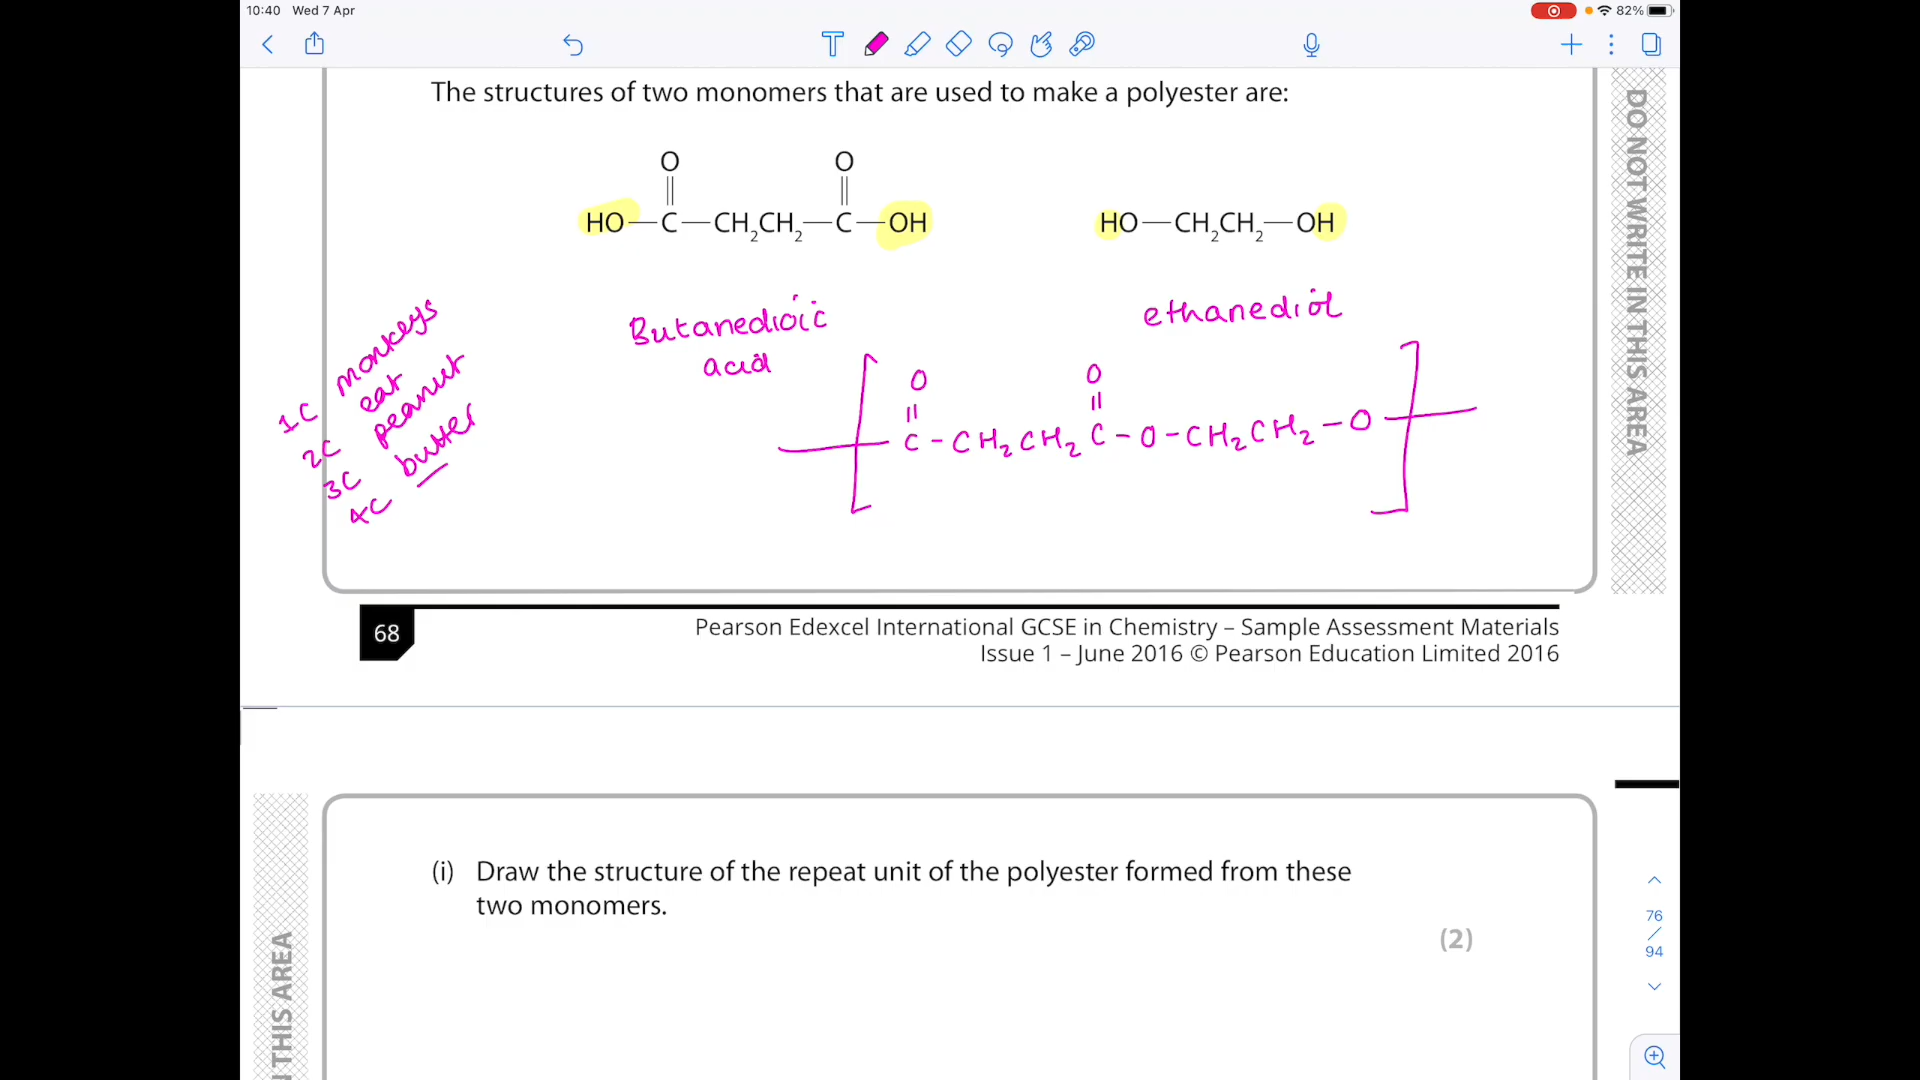 10:40 Wed 7 Apr
82%
The structures of two monomers that are used to make a polyester are:
O O
HO—C—CH₂CH₂—C—OH HO—CH₂CH₂—OH
Butanedioic
acid
ethanediol
1C monkeys
2C eat
3C peanut
4C butter
O O
|| ||
C-CH₂CH₂C-O-CH₂CH₂-O
68
Pearson Edexcel International GCSE in Chemistry – Sample Assessment Materials
Issue 1 – June 2016 © Pearson Education Limited 2016
DO NOT WRITE IN THIS AREA
(i) Draw the structure of the repeat unit of the polyester formed from these
two monomers.
(2)
THIS AREA
76
/
94